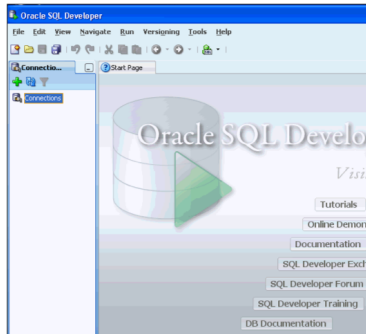 Oracle SQL Developer
File Edit View Navigate Run Versioning Tools Help
Connectio...
Start Page
Connections
Oracle SQL Develo
Visi
Tutorials
Online Demon
Documentation
SQL Developer Exch
SQL Developer Forum
SQL Developer Training
DB Documentation